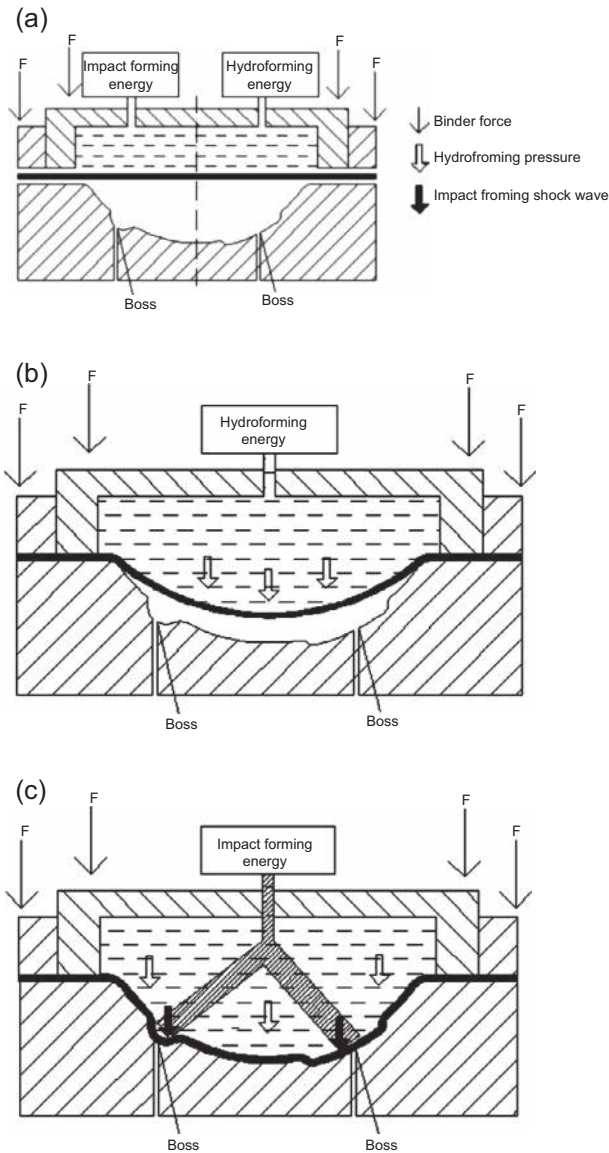 (a)
F
F
F
F
Impact forming
energy
Hydroforming
energy
Binder force
Hydrofroming pressure
Impact froming shock wave
Boss
Boss
(b)
F
F
F
F
Hydroforming
energy
Boss
Boss
(c)
F
F
F
F
Impact forming
energy
Boss
Boss